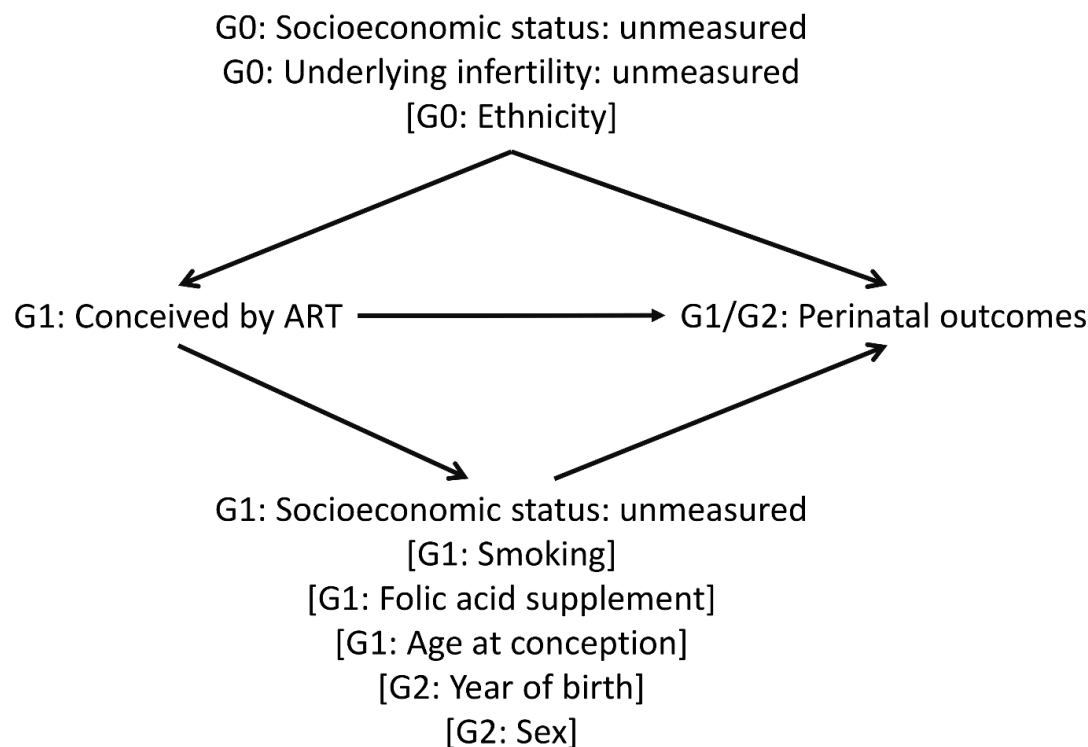 G0: Socioeconomic status: unmeasured
G0: Underlying infertility: unmeasured
[G0: Ethnicity]
G1: Conceived by ART
G1/G2: Perinatal outcomes
G1: Socioeconomic status: unmeasured
[G1: Smoking]
[G1: Folic acid supplement]
[G1: Age at conception]
[G2: Year of birth]
[G2: Sex]